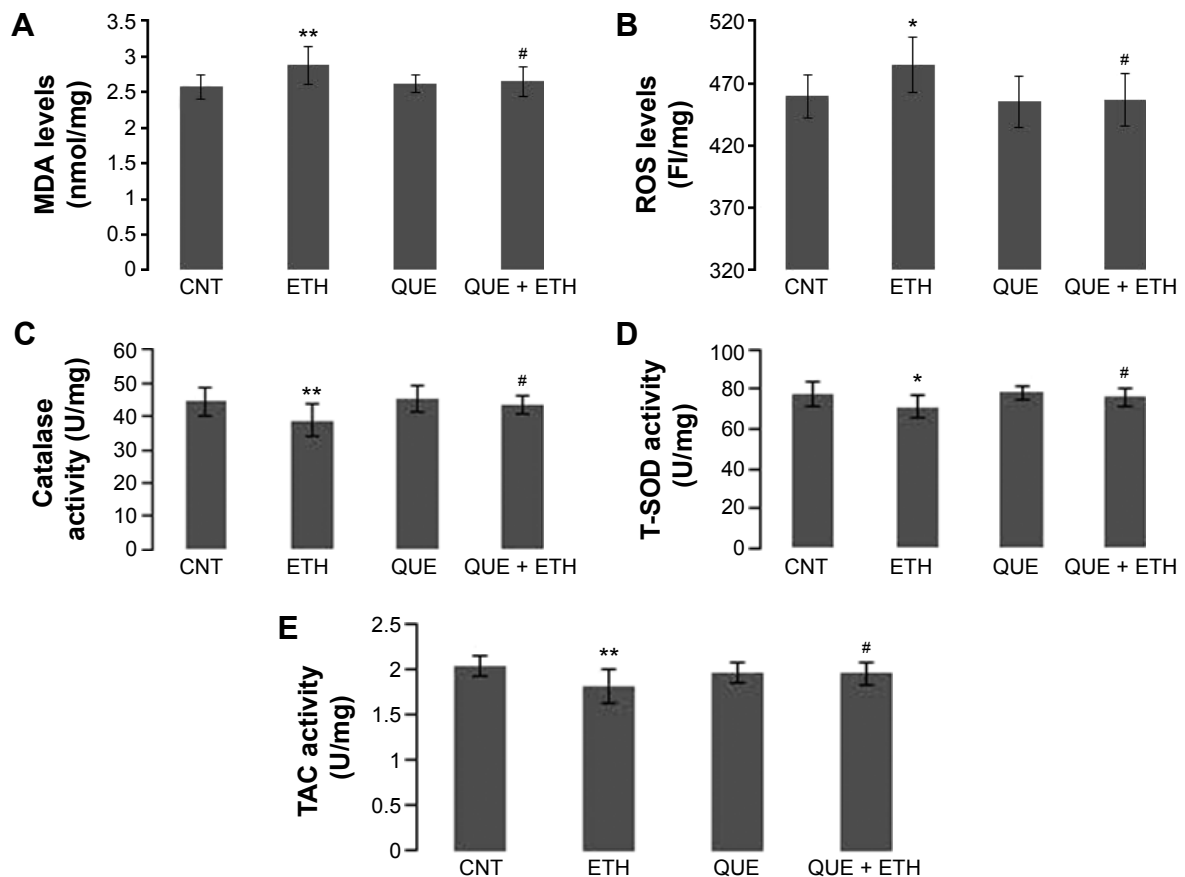 A
MDA levels
(nmol/mg)
3.5
3
2.5
2
1.5
1
0.5
0
**
#
CNT
ETH
QUE
QUE + ETH
B
ROS levels
(FI/mg)
520
470
420
370
320
*
#
CNT
ETH
QUE
QUE + ETH
C
Catalase
activity (U/mg)
60
50
40
30
20
10
0
**
#
CNT
ETH
QUE
QUE + ETH
D
T-SOD activity
(U/mg)
100
80
60
40
20
0
*
#
CNT
ETH
QUE
QUE + ETH
E
TAC activity
(U/mg)
2.5
2
1.5
1
0.5
0
**
#
CNT
ETH
QUE
QUE + ETH